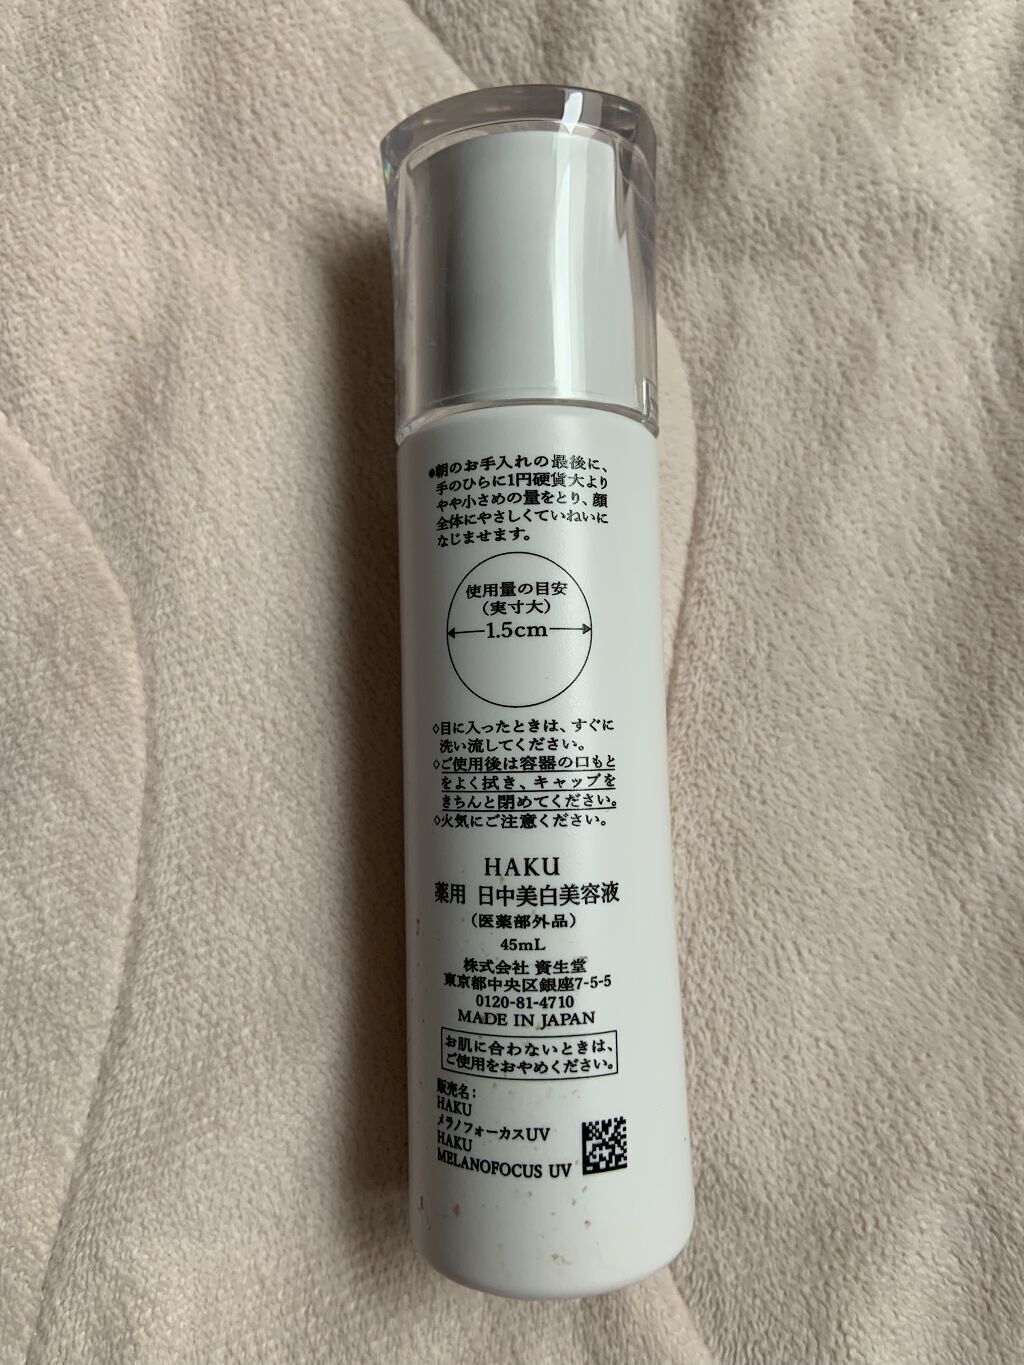 ●朝のお手入れの最後に、
手のひらに1円硬貨大より
やや小さめの量をとり、顔
全体にやさしくていねいに
なじませます。
使用量の目安
（実寸大）
1.5cm
◇目に入ったときは、すぐに
洗い流してください。
◇ご使用後は容器の口もと
をよく拭き、キャップを
きちんと閉めてください。
◇火気にご注意ください。
HAKU
薬用 日中美白美容液
（医薬部外品）
45mL
株式会社 資生堂
東京都中央区銀座7-5-5
0120-81-4710
MADE IN JAPAN
お肌に合わないときは、
ご使用をおやめください。
販売名：
HAKU
メラノフォーカスUV
HAKU
MELANOFOCUS UV